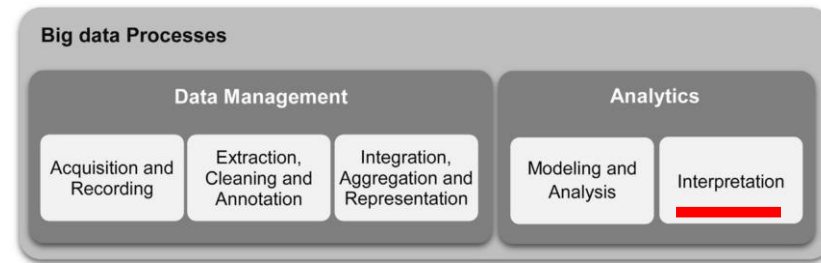 Big data Processes
Data Management
Acquisition and
Recording
Extraction,
Cleaning and
Annotation
Integration,
Aggregation and
Representation
Analytics
Modeling and
Analysis
Interpretation